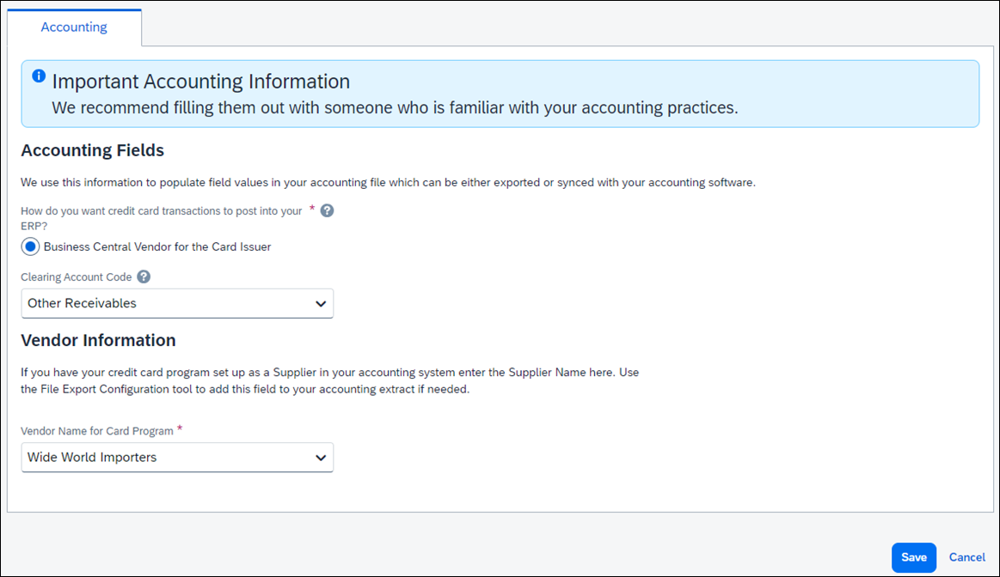 Accounting
Important Accounting Information
We recommend filling them out with someone who is familiar with your accounting practices.
Accounting Fields
We use this information to populate field values in your accounting file which can be either exported or synced with your accounting software.
How do you want credit card transactions to post into your * ?
ERP?
Business Central Vendor for the Card Issuer
Clearing Account Code ?
Other Receivables
Vendor Information
If you have your credit card program set up as a Supplier in your accounting system enter the Supplier Name here. Use
the File Export Configuration tool to add this field to your accounting extract if needed.
Vendor Name for Card Program *
Wide World Importers
Save Cancel